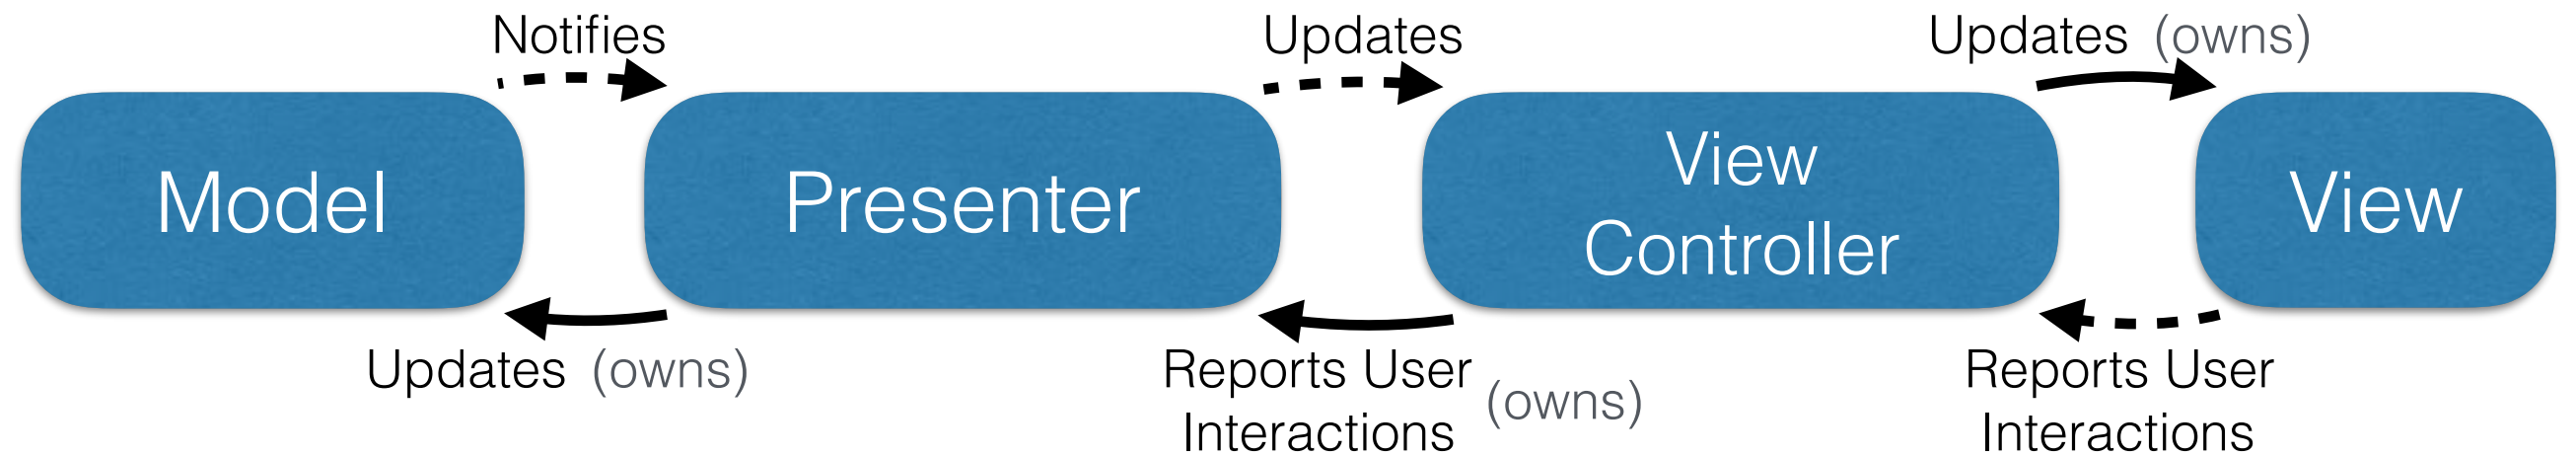 Notifies
Updates
Updates (owns)
Model
Presenter
View
Controller
View
Updates (owns)
Reports User
Interactions
(owns)
Reports User
Interactions